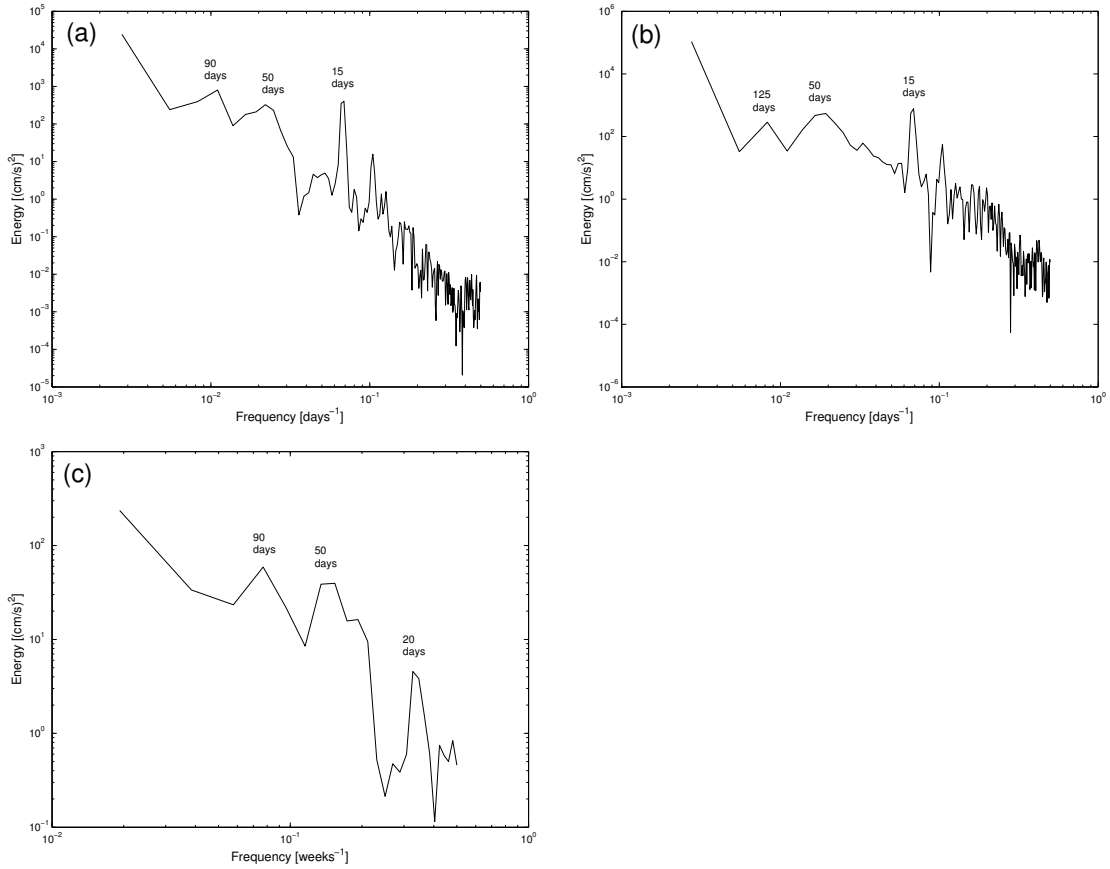 (a)
90
days
50
days
15
days
10⁵
10⁴
10³
10²
10¹
10⁰
10⁻¹
10⁻²
10⁻³
10⁻⁴
10⁻⁵
Energy [(cm/s)²]
10⁻³
10⁻²
10⁻¹
10⁰
Frequency [days⁻¹]
(b)
125
days
50
days
15
days
10⁶
10⁴
10²
10⁰
10⁻²
10⁻⁴
10⁻⁶
Energy [(cm/s)²]
10⁻³
10⁻²
10⁻¹
10⁰
Frequency [days⁻¹]
(c)
90
days
50
days
20
days
10³
10²
10¹
10⁰
10⁻¹
Energy [(cm/s)²]
10⁻²
10⁻¹
10⁰
Frequency [weeks⁻¹]